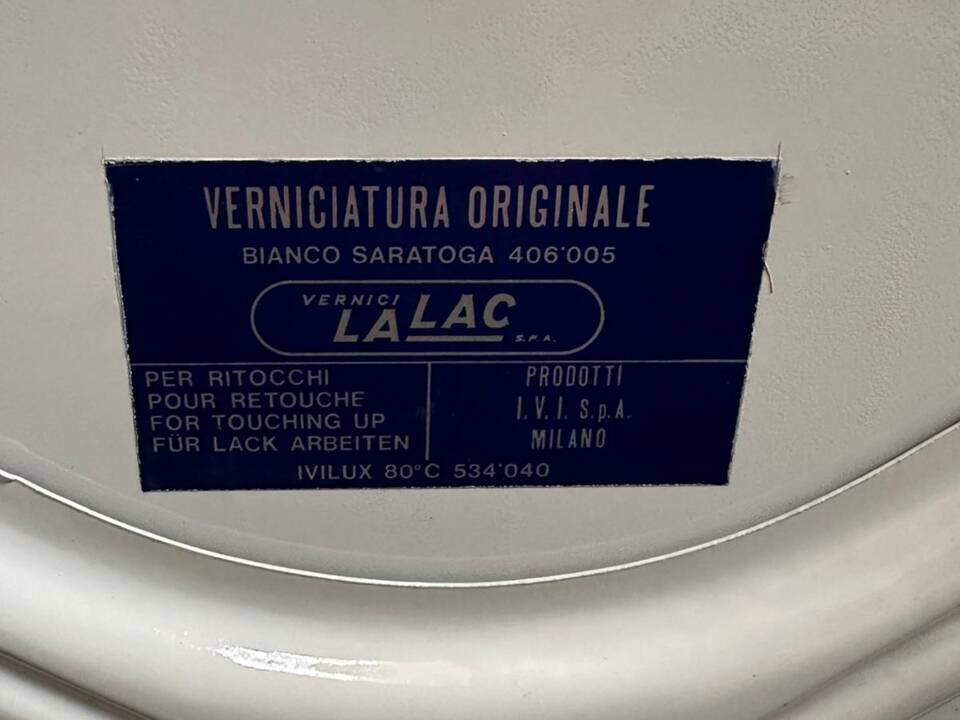 VERNICIATURA ORIGINALE
BIANCO SARATOGA 406'005
VERNICI
LALAC S.P.A.
PER RITOCCHI
POUR RETOUCHE
FOR TOUCHING UP
FÜR LACK ARBEITEN
PRODOTTI
I.V.I. S.p.A.
MILANO
IVILUX 80°C 534'040